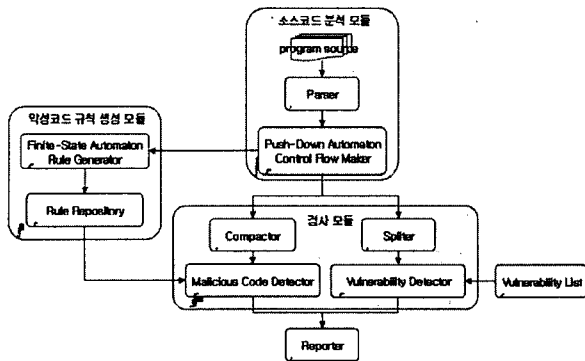 소스코드 분석 모듈
program source
Parser
악성코드 규칙 생성 모듈
Finite-State Automaton
Rule Generator
Push-Down Automaton
Control Flow Maker
Rule Repository
검사 모듈
Compactor
Spliter
Malicious Code Detector
Vulnerability Detector
Vulnerability List
Reporter